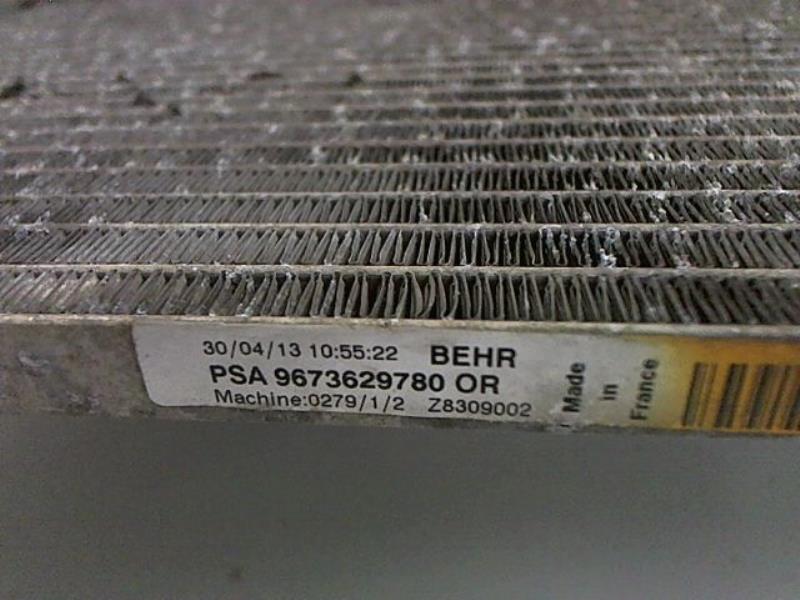 30/04/13 10:55:22 BEHR
PSA 9673629780 OR
Machine:0279/1/2 Z8309002
Made
in
France